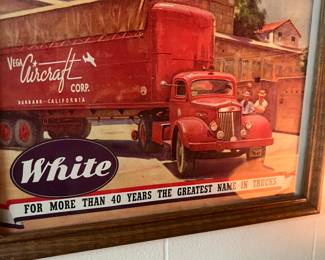 VEGA
Aircraft
CORP.
BURBANK - CALIFORNIA
White
FOR MORE THAN 40 YEARS THE GREATEST NAME IN TRUCKS